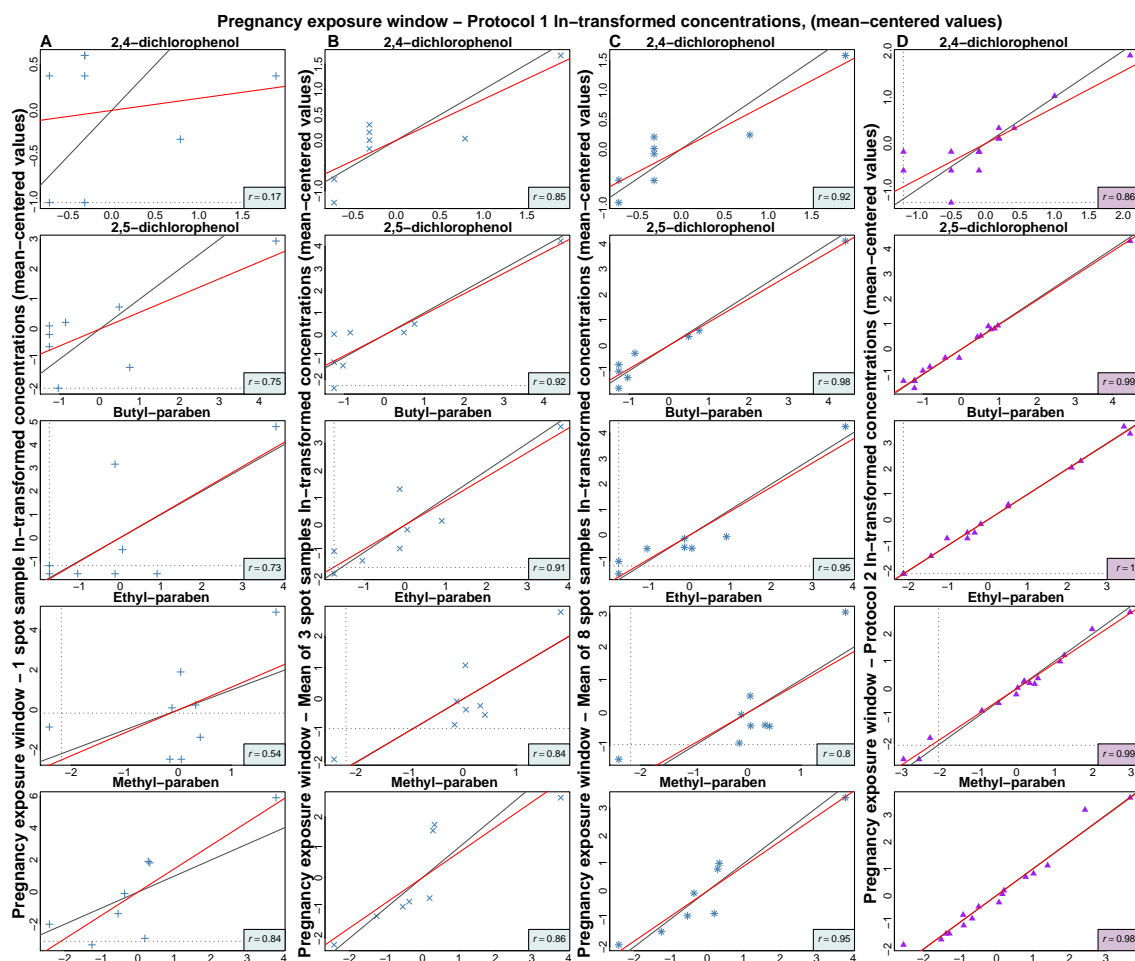 Pregnancy exposure window − Protocol 1 ln−transformed concentrations, (mean−centered values)
A B C D
2,4−dichlorophenol 2,4−dichlorophenol 2,4−dichlorophenol 2,4−dichlorophenol
r = 0.17 r = 0.85 r = 0.92 r = 0.86
2,5−dichlorophenol 2,5−dichlorophenol 2,5−dichlorophenol 2,5−dichlorophenol
r = 0.75 r = 0.92 r = 0.98 r = 0.99
Butyl−paraben Butyl−paraben Butyl−paraben Butyl−paraben
r = 0.73 r = 0.91 r = 0.95 r = 1
Ethyl−paraben Ethyl−paraben Ethyl−paraben Ethyl−paraben
r = 0.54 r = 0.84 r = 0.8 r = 0.99
Methyl−paraben Methyl−paraben Methyl−paraben Methyl−paraben
r = 0.84 r = 0.86 r = 0.95 r = 0.98
Pregnancy exposure window − 1 spot sample ln−transformed concentrations (mean−centered values)
Pregnancy exposure window − Mean of 3 spot samples ln−transformed concentrations (mean−centered values)
Pregnancy exposure window − Mean of 8 spot samples ln−transformed concentrations (mean−centered values)
Pregnancy exposure window − Protocol 2 ln−transformed concentrations (mean−centered values)